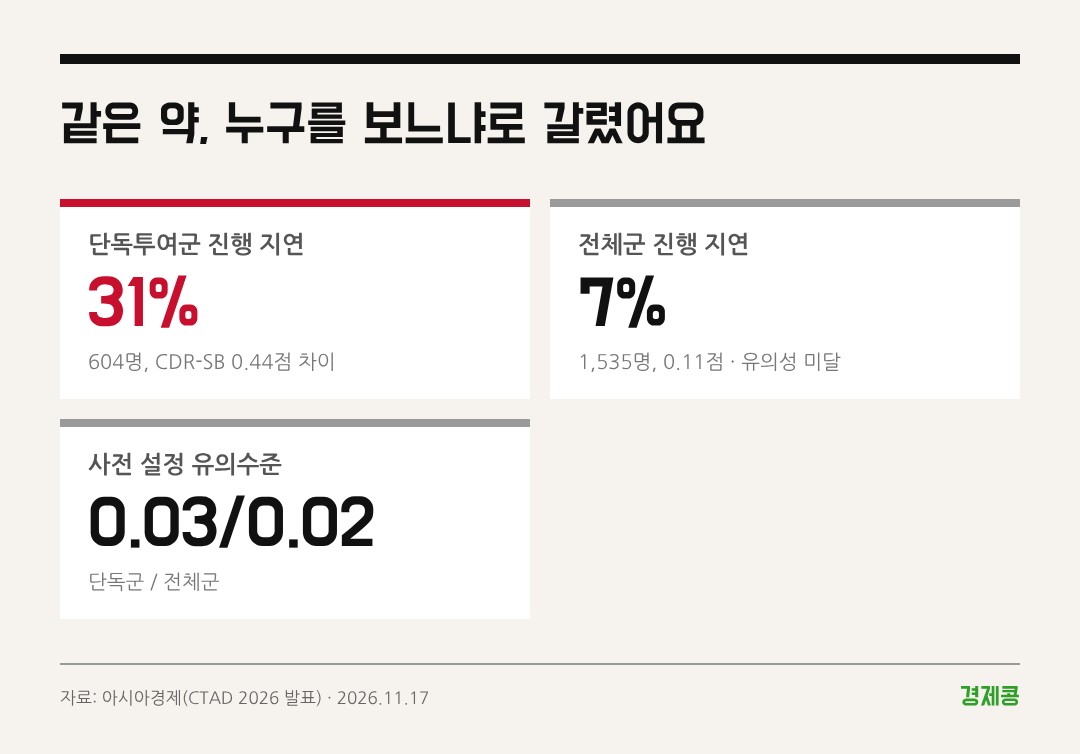 같은 약, 누구를 보느냐로 갈렸어요
단독투여군 진행 지연
31%
604명, CDR-SB 0.44점 차이
전체군 진행 지연
7%
1,535명, 0.11점 · 유의성 미달
사전 설정 유의수준
0.03/0.02
단독군 / 전체군
자료: 아시아경제(CTAD 2026 발표) · 2026.11.17
경제콩